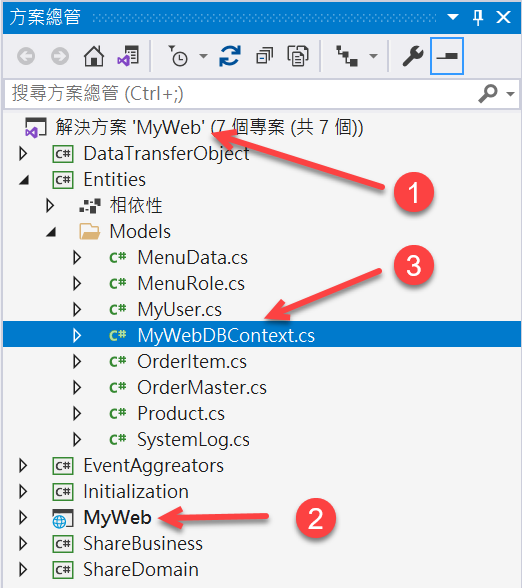 方案總管
搜尋方案總管 (Ctrl+;)
解決方案 'MyWeb' (7 個專案 (共 7 個))
1
C# DataTransferObject
C# Entities
相依性
Models
C# MenuData.cs
3
C# MenuRole.cs
C# MyUser.cs
C# MyWebDBContext.cs
C# OrderItem.cs
C# OrderMaster.cs
C# Product.cs
C# SystemLog.cs
C# EventAggreators
C# Initialization
MyWeb
2
C# ShareBusiness
C# ShareDomain